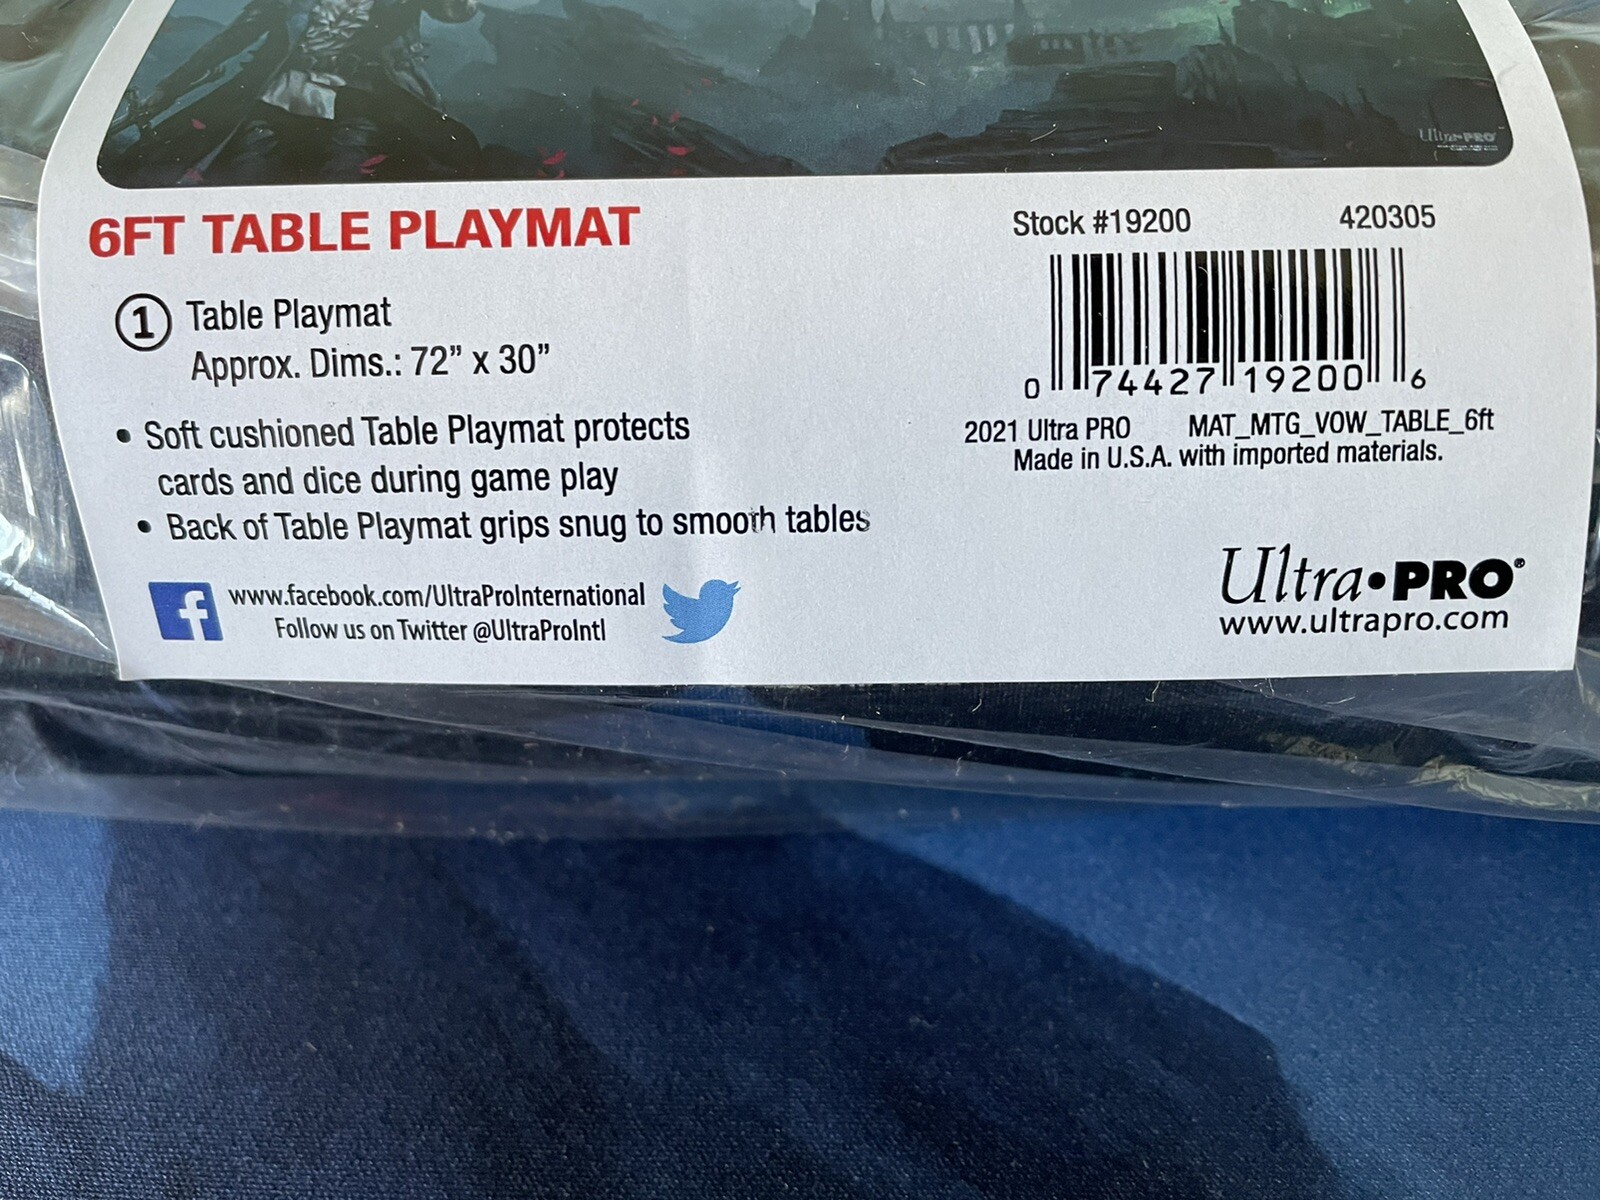 Ultra•PRO
6FT TABLE PLAYMAT
1 Table Playmat
Approx. Dims.: 72” x 30”
• Soft cushioned Table Playmat protects
cards and dice during game play
• Back of Table Playmat grips snug to smooth tables
f www.facebook.com/UltraProInternational
Follow us on Twitter @UltraProIntl
Stock #19200 420305
0 74427 19200 6
2021 Ultra PRO MAT_MTG_VOW_TABLE_6ft
Made in U.S.A. with imported materials.
Ultra•PRO®
www.ultrapro.com